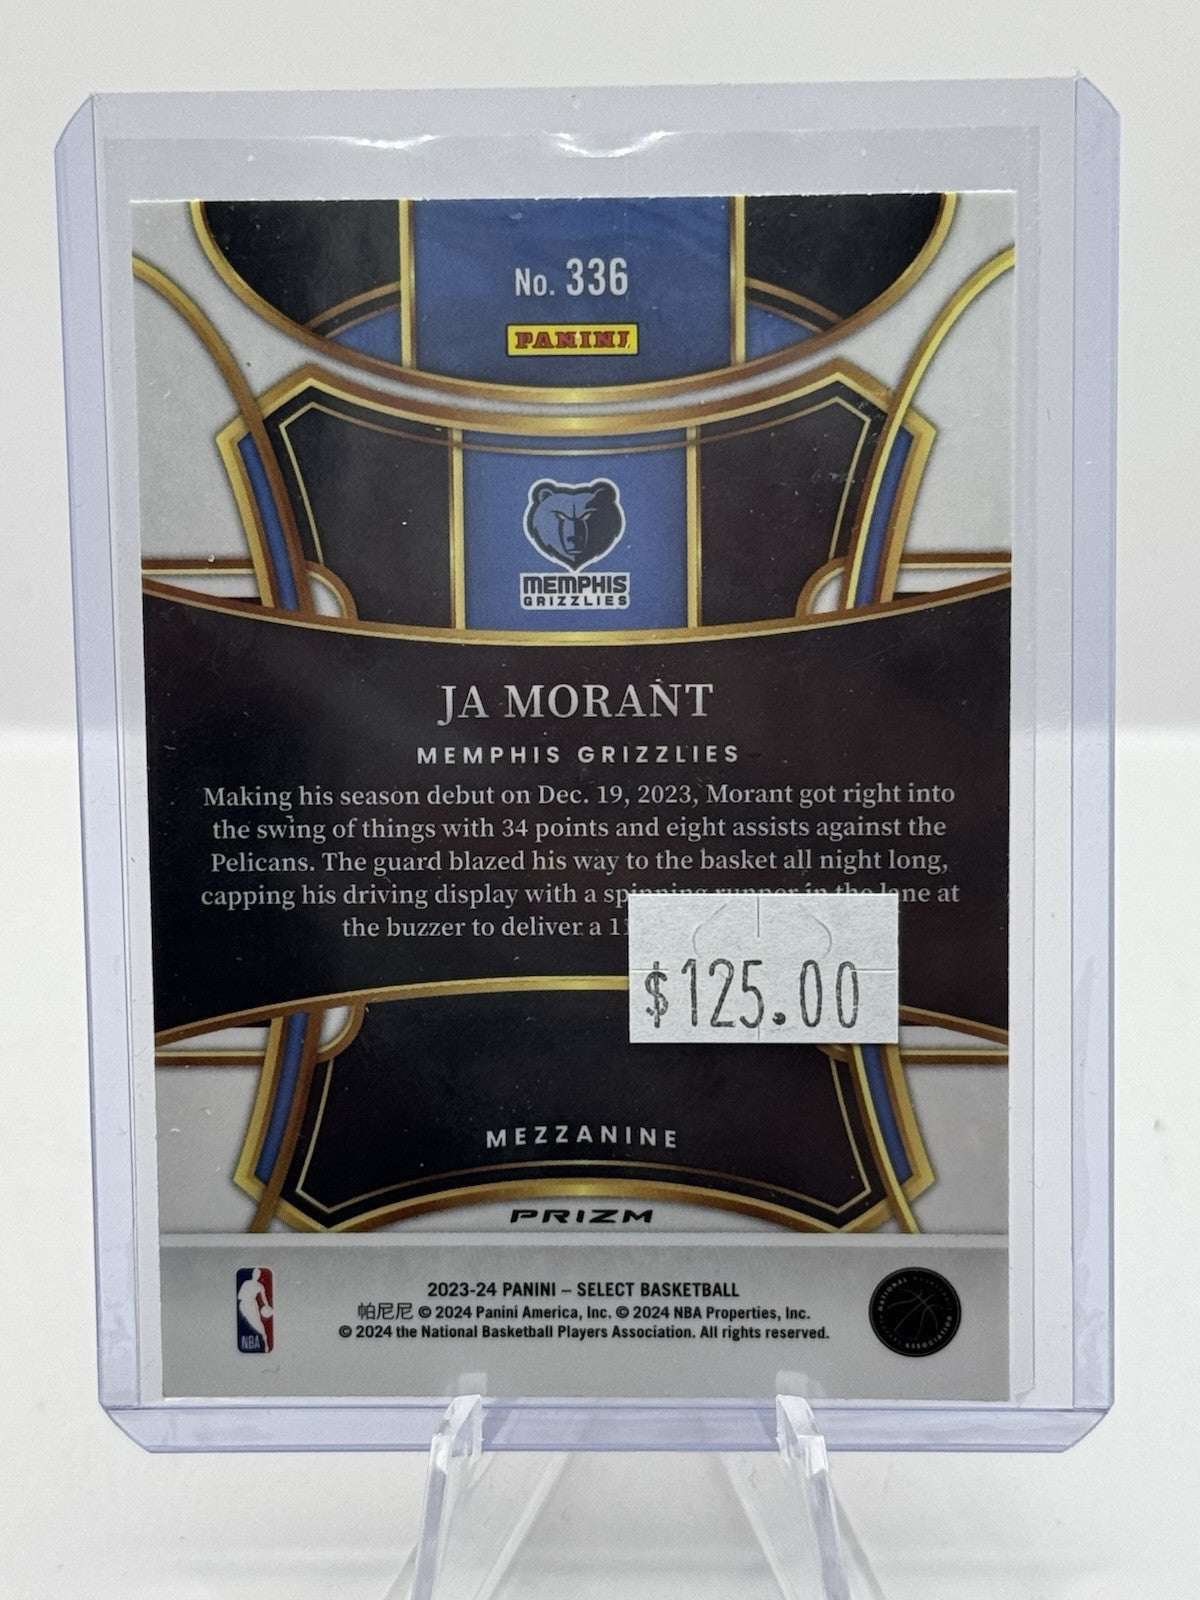 No. 336
PANINI
MEMPHIS
GRIZZLIES
JA MORANT
MEMPHIS GRIZZLIES
Making his season debut on Dec. 19, 2023, Morant got right into
the swing of things with 34 points and eight assists against the
Pelicans. The guard blazed his way to the basket all night long,
capping his driving display with a spinning runner in the lane at
the buzzer to deliver a
$125.00
MEZZANINE
PRIZM
2023-24 PANINI – SELECT BASKETBALL
帕尼尼 © 2024 Panini America, Inc. © 2024 NBA Properties, Inc.
© 2024 the National Basketball Players Association. All rights reserved.
NBA
NATIONAL BASKETBALL
PLAYERS ASSOCIATION